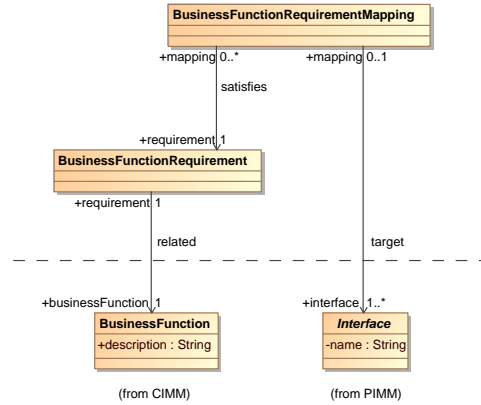 BusinessFunctionRequirementMapping
+mapping 0..*
+mapping 0..1
satisfies
+requirement 1
BusinessFunctionRequirement
+requirement 1
related
target
+businessFunction 1
+interface 1..*
BusinessFunction
+description : String
Interface
-name : String
(from CIMM)
(from PIMM)